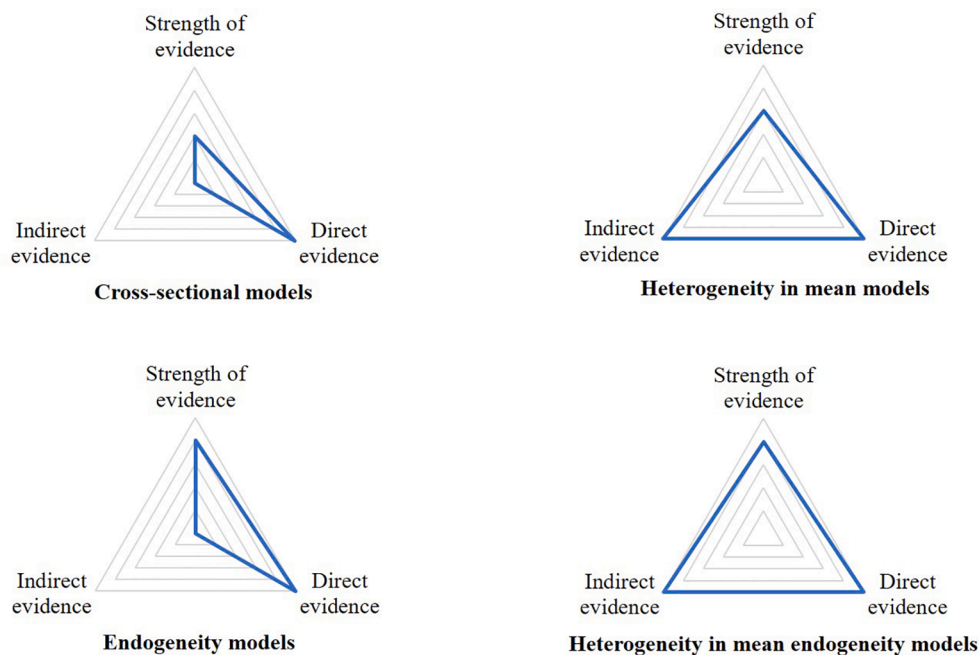 Strength of
evidence
Indirect
evidence
Direct
evidence
Cross-sectional models
Strength of
evidence
Indirect
evidence
Direct
evidence
Heterogeneity in mean models
Strength of
evidence
Indirect
evidence
Direct
evidence
Endogeneity models
Strength of
evidence
Indirect
evidence
Direct
evidence
Heterogeneity in mean endogeneity models